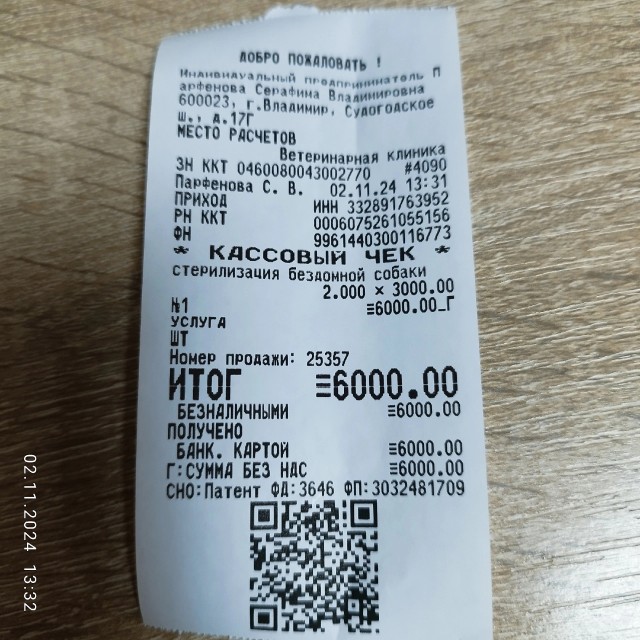 ДОБРО ПОЖАЛОВАТЬ !
Индивидуальный предприниматель П
арфенова Серафина Владимировна
600023, г.Владимир, Судогодское
ш., д.17Г
МЕСТО РАСЧЕТОВ
Ветеринарная клиника
ЗН ККТ 0460080043002770 #4090
Парфенова С. В. 02.11.24 13:31
ПРИХОД ИНН 332891763952
РН ККТ 0006075261055156
ФН 9961440300116773
* КАССОВЫЙ ЧЕК *
стерилизация бездомной собаки
2.000 × 3000.00
№1 ≡6000.00_Г
УСЛУГА
ШТ
Номер продажи: 25357
ИТОГ ≡6000.00
БЕЗНАЛИЧНЫМИ ≡6000.00
ПОЛУЧЕНО
БАНК. КАРТОЙ ≡6000.00
Г:СУММА БЕЗ НДС ≡6000.00
СНО:Патент ФД:3646 ФП:3032481709
02.11.2024 13:32